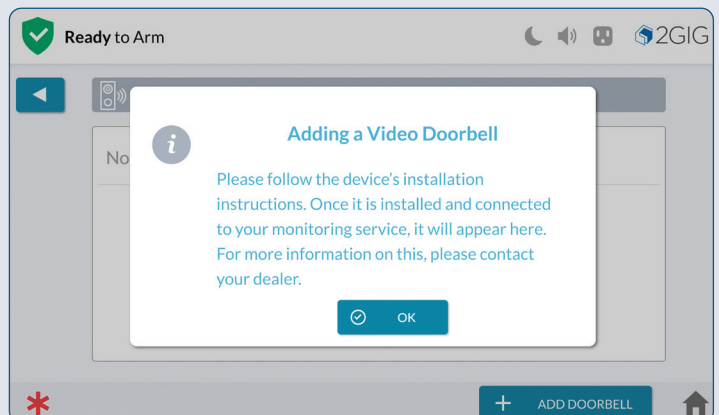 Ready to Arm
2GIG
No
Adding a Video Doorbell
Please follow the device's installation
instructions. Once it is installed and connected
to your monitoring service, it will appear here.
For more information on this, please contact
your dealer.
OK
ADD DOORBELL